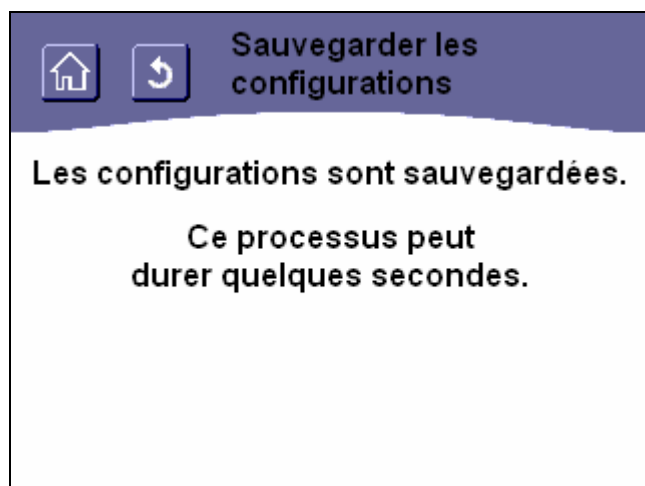 Sauvegarder les
configurations
Les configurations sont sauvegardées.
Ce processus peut
durer quelques secondes.